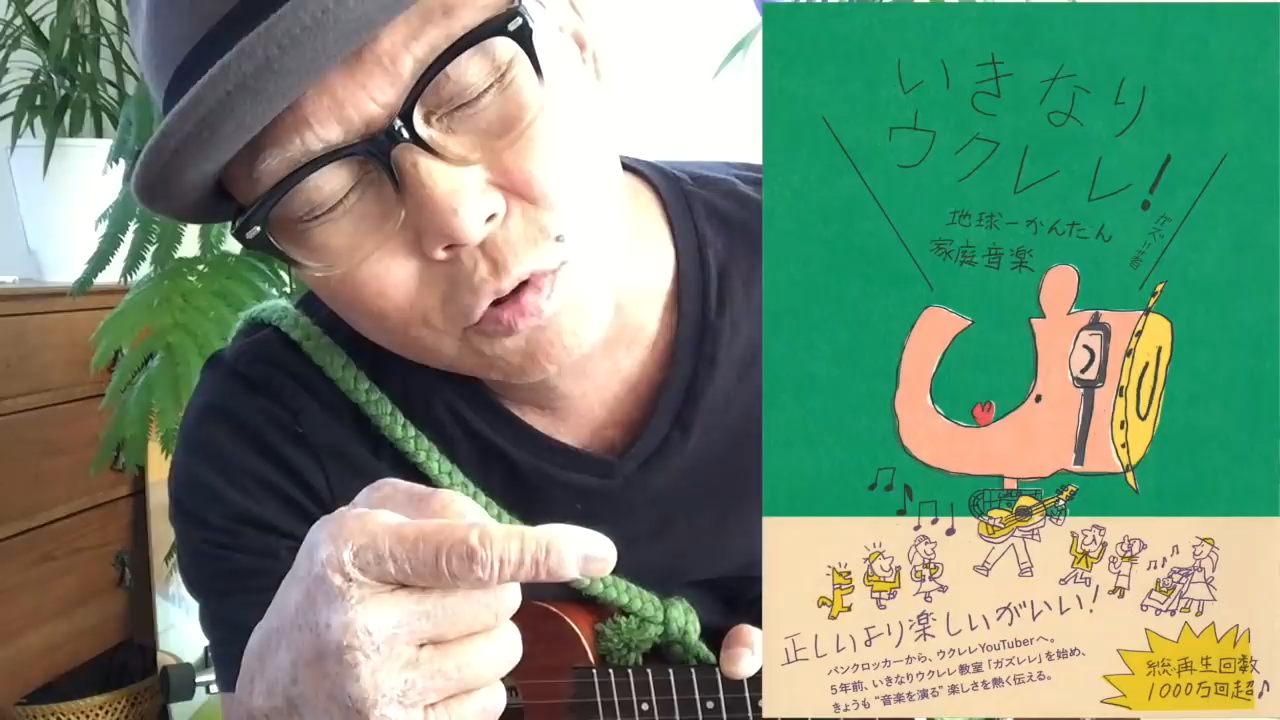 いきなり
ウクレレ!
地球一かんたん
家庭音楽
ガズ 著
正しいより楽しいがいい!
パンクロッカーから、ウクレレYouTuberへ。
5年前、いきなりウクレレ教室「ガズレレ」を始め、
きょうも“音楽を演る”楽しさを熱く伝える。
総再生回数
1000万回超♪